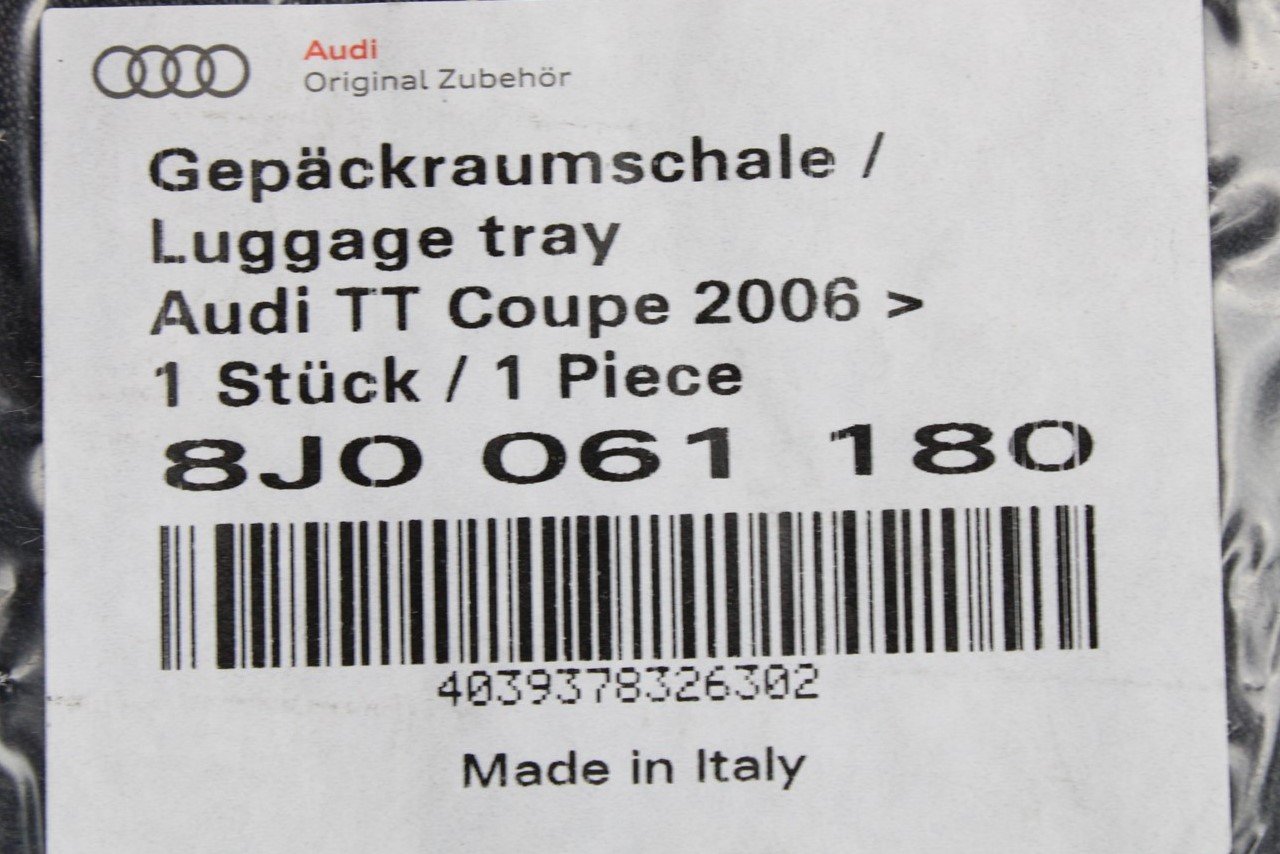 Audi
Original Zubehör
Gepäckraumschale /
Luggage tray
Audi TT Coupe 2006 >
1 Stück / 1 Piece
8J0 061 180
4039378326302
Made in Italy